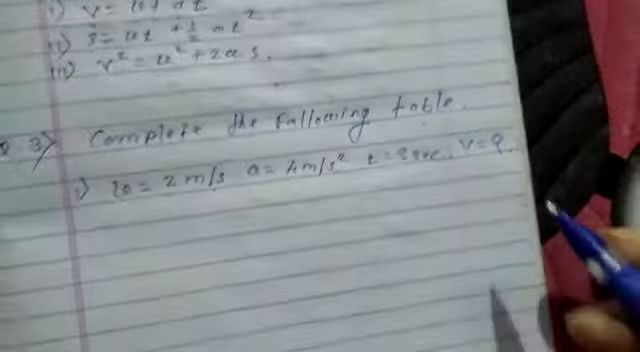 i) v = u + at
ii) s = ut + 1/2 at²
iii) v² = u² + 2as.
Q 3) Complete the Following table.
i) u = 2 m/s a = 4 m/s² t = 3 sec. v = ?